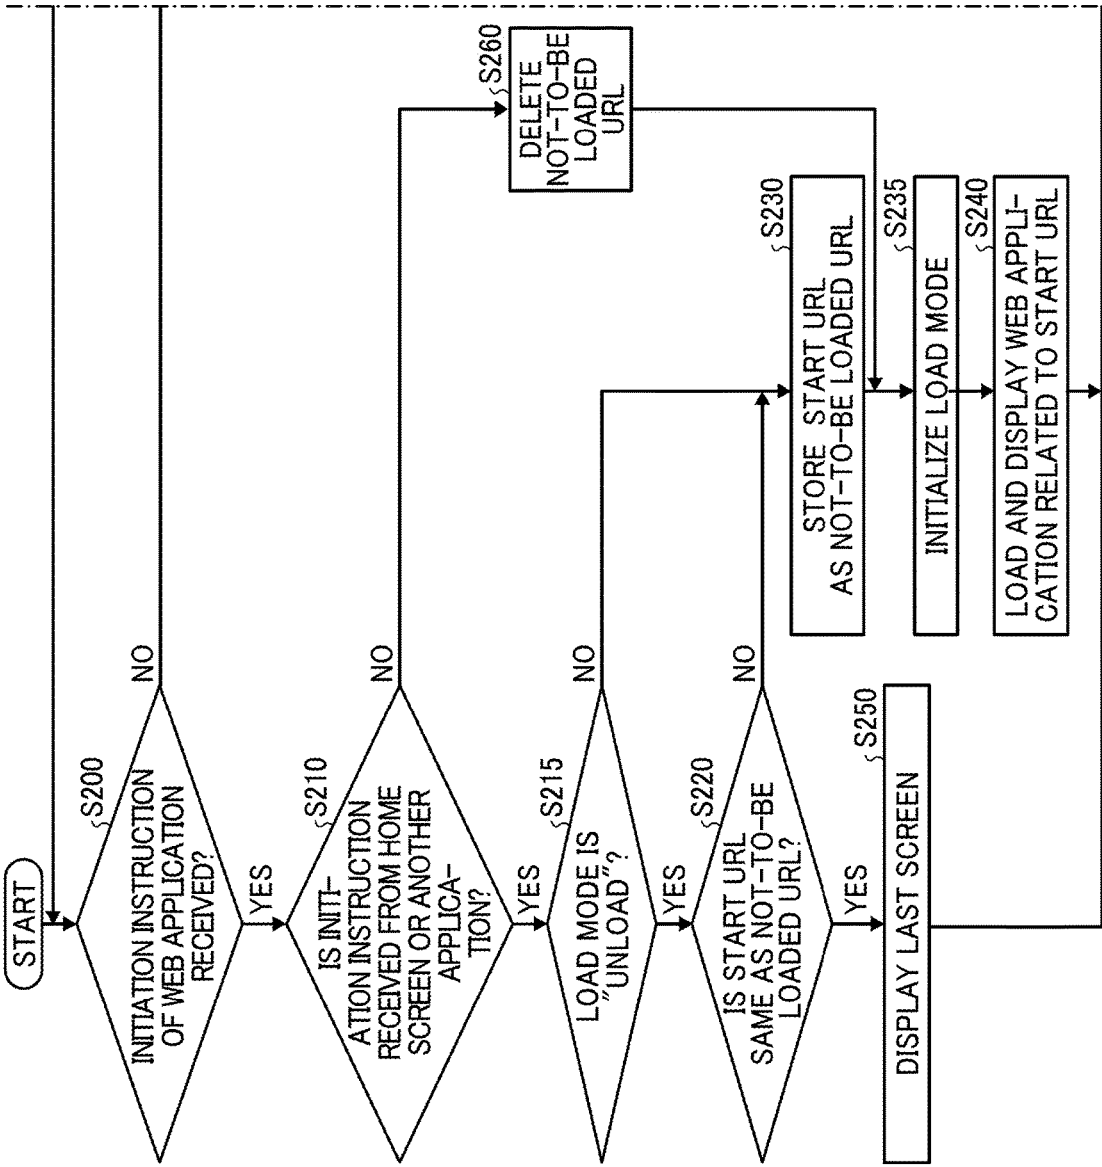 START
S200
INITIATION INSTRUCTION
OF WEB APPLICATION
RECEIVED?
NO
YES
S210
IS INITI-
ATION INSTRUCTION
RECEIVED FROM HOME
SCREEN OR ANOTHER
APPLICA-
TION?
NO
YES
S215
LOAD MODE IS
"UNLOAD"?
NO
YES
S220
IS START URL
SAME AS NOT-TO-BE
LOADED URL?
NO
YES
S250
DISPLAY LAST SCREEN
S260
DELETE
NOT-TO-BE
LOADED
URL
S230
STORE START URL
AS NOT-TO-BE LOADED URL
S235
INITIALIZE LOAD MODE
S240
LOAD AND DISPLAY WEB APPLI-
CATION RELATED TO START URL